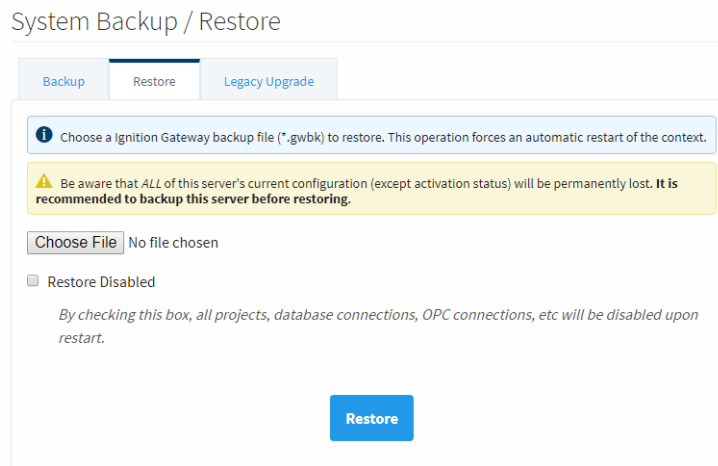 System Backup / Restore
Backup Restore Legacy Upgrade
Choose a Ignition Gateway backup file (*.gwbk) to restore. This operation forces an automatic restart of the context.
Be aware that ALL of this server's current configuration (except activation status) will be permanently lost. It is
recommended to backup this server before restoring.
Choose File No file chosen
Restore Disabled
By checking this box, all projects, database connections, OPC connections, etc will be disabled upon
restart.
Restore